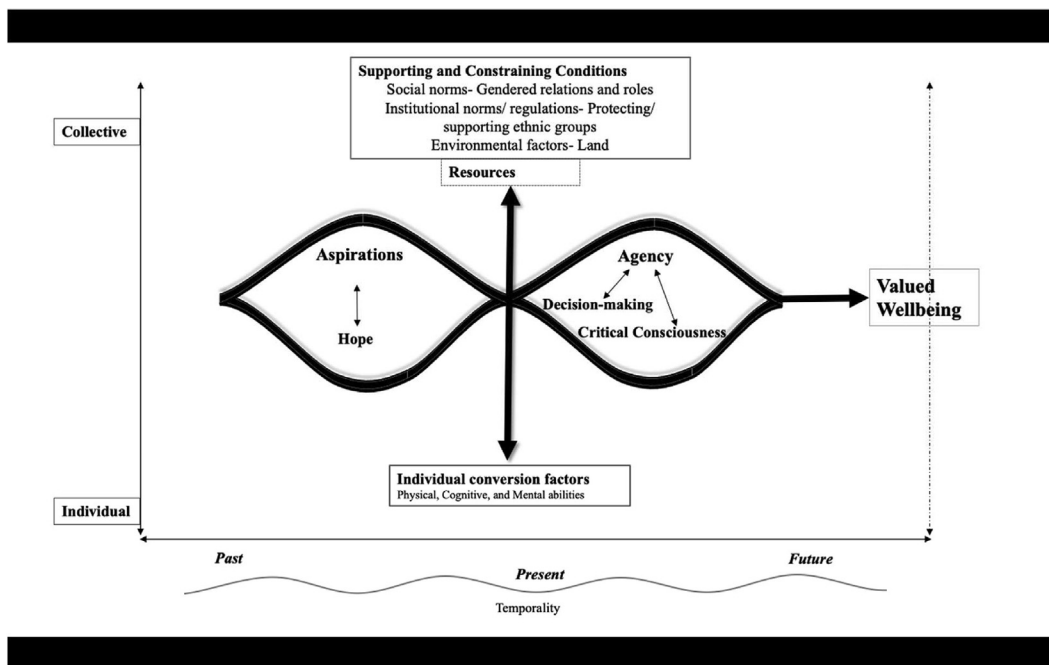 Supporting and Constraining Conditions
Social norms- Gendered relations and roles
Institutional norms/ regulations- Protecting/
supporting ethnic groups
Environmental factors- Land
Resources
Collective
Aspirations
Hope
Agency
Decision-making
Critical Consciousness
Valued
Wellbeing
Individual conversion factors
Physical, Cognitive, and Mental abilities
Individual
Past
Present
Future
Temporality